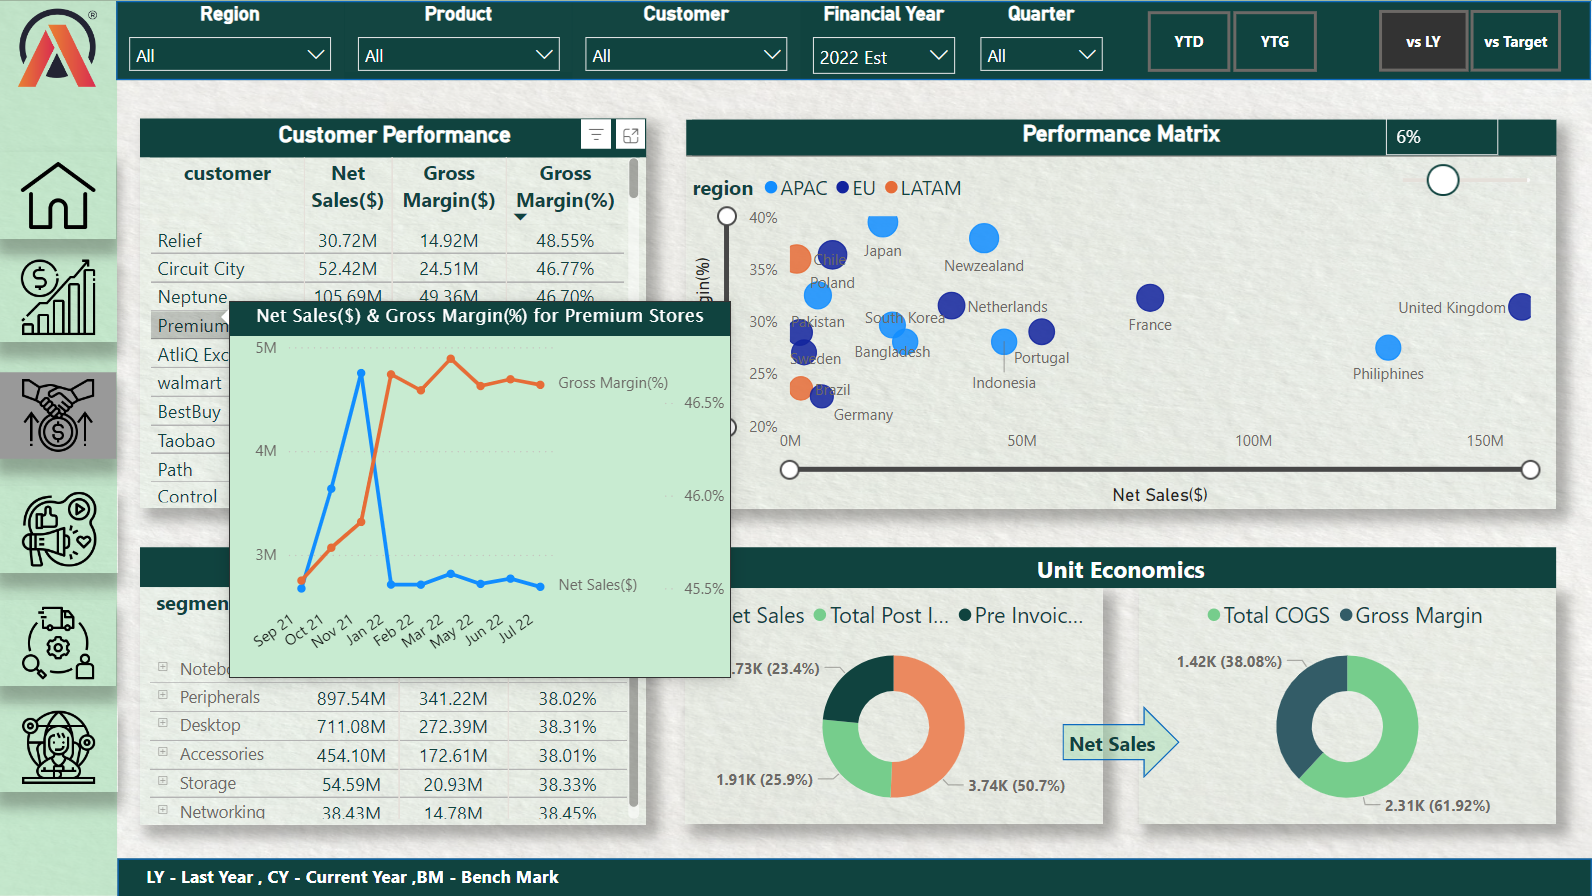 ®
Region
All
Product
All
Customer
All
Financial Year
2022 Est
Quarter
All
YTD
YTG
vs LY
vs Target
Customer Performance
customer Net Sales($) Gross Margin($) Gross Margin(%)
Relief 30.72M 14.92M 48.55%
Circuit City 52.42M 24.51M 46.77%
Neptune 105.69M 49.36M 46.70%
Premium
AtliQ Exc
walmart
BestBuy
Taobao
Path
Control
Net Sales($) & Gross Margin(%) for Premium Stores
5M
4M
3M
Gross Margin(%)
46.5%
46.0%
45.5%
Net Sales($)
Sep 21
Oct 21
Nov 21
Jan 22
Feb 22
Mar 22
May 22
Jun 22
Jul 22
Performance Matrix
6%
region APAC EU LATAM
gin(%)
40%
35%
30%
25%
20%
Japan
Newzealand
Chile
Poland
Pakistan
South Korea
Netherlands
France
United Kingdom
Sweden
Bangladesh
Indonesia
Portugal
Philiphines
Brazil
Germany
0M
50M
100M
150M
Net Sales($)
segmen
Notebo
Peripherals 897.54M 341.22M 38.02%
Desktop 711.08M 272.39M 38.31%
Accessories 454.10M 172.61M 38.01%
Storage 54.59M 20.93M 38.33%
Networking 38.43M 14.78M 38.45%
Unit Economics
et Sales Total Post I... Pre Invoic...
.73K (23.4%)
1.91K (25.9%)
3.74K (50.7%)
Net Sales
Total COGS Gross Margin
1.42K (38.08%)
2.31K (61.92%)
LY - Last Year , CY - Current Year ,BM - Bench Mark